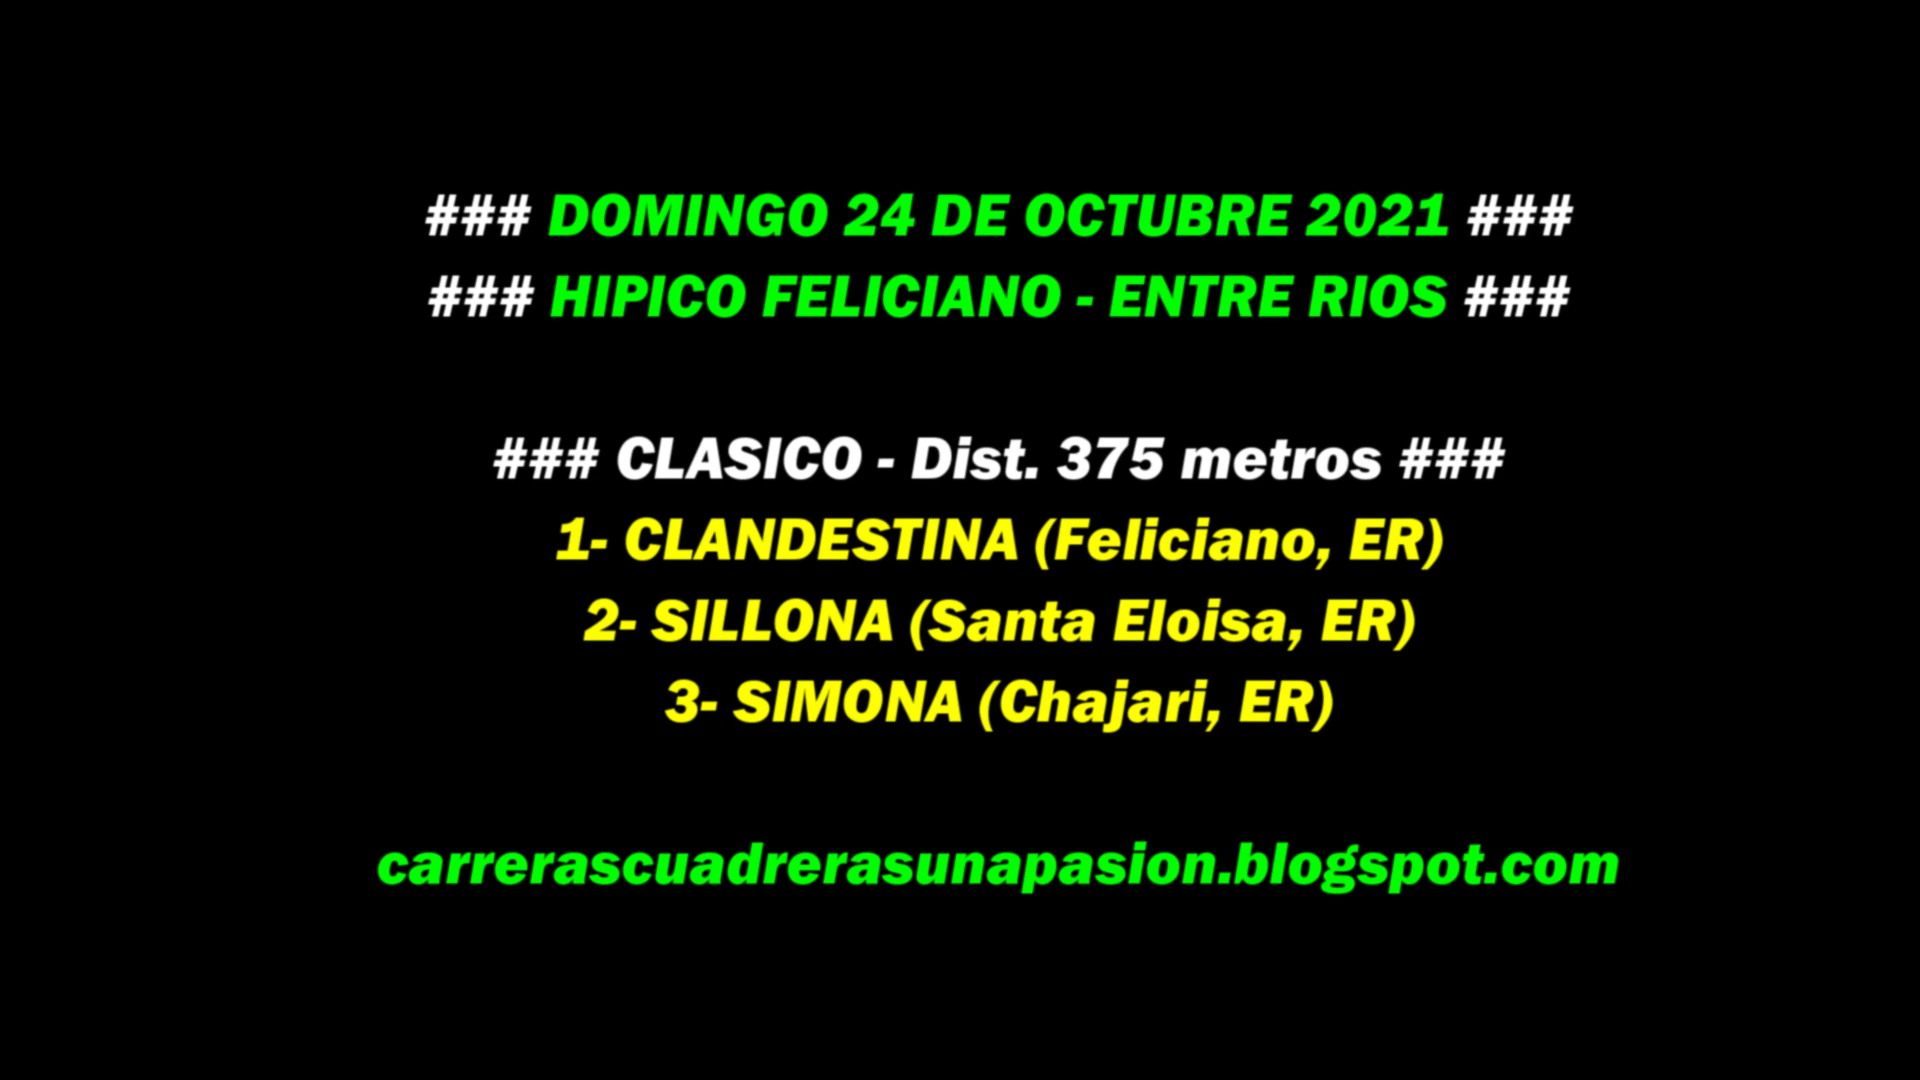 ### DOMINGO 24 DE OCTUBRE 2021 ###
### HIPICO FELICIANO - ENTRE RIOS ###
### CLASICO - Dist. 375 metros ###
1- CLANDESTINA (Feliciano, ER)
2- SILLONA (Santa Eloisa, ER)
3- SIMONA (Chajari, ER)
carrerascuadrerasunapasion.blogspot.com